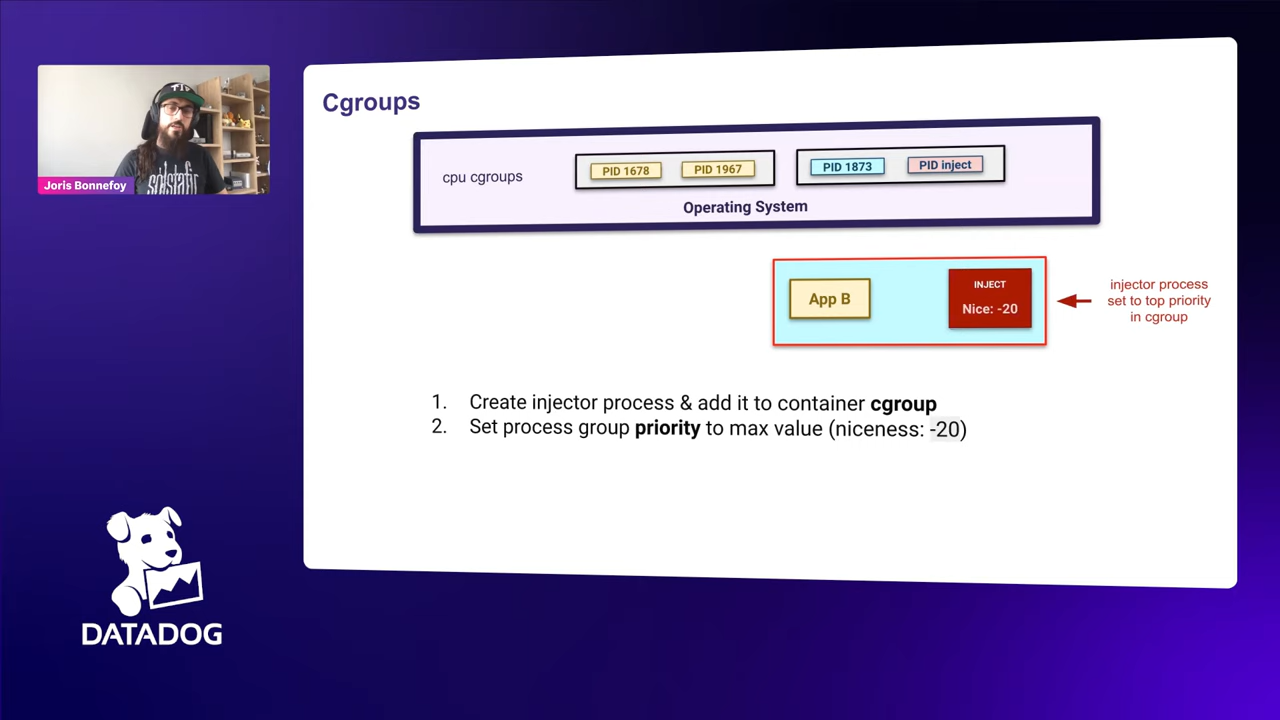 Joris Bonnefoy
Cgroups
cpu cgroups
PID 1678
PID 1967
PID 1873
PID inject
Operating System
App B
INJECT
Nice: -20
injector process
set to top priority
in cgroup
1. Create injector process & add it to container cgroup
2. Set process group priority to max value (niceness: -20)
DATADOG